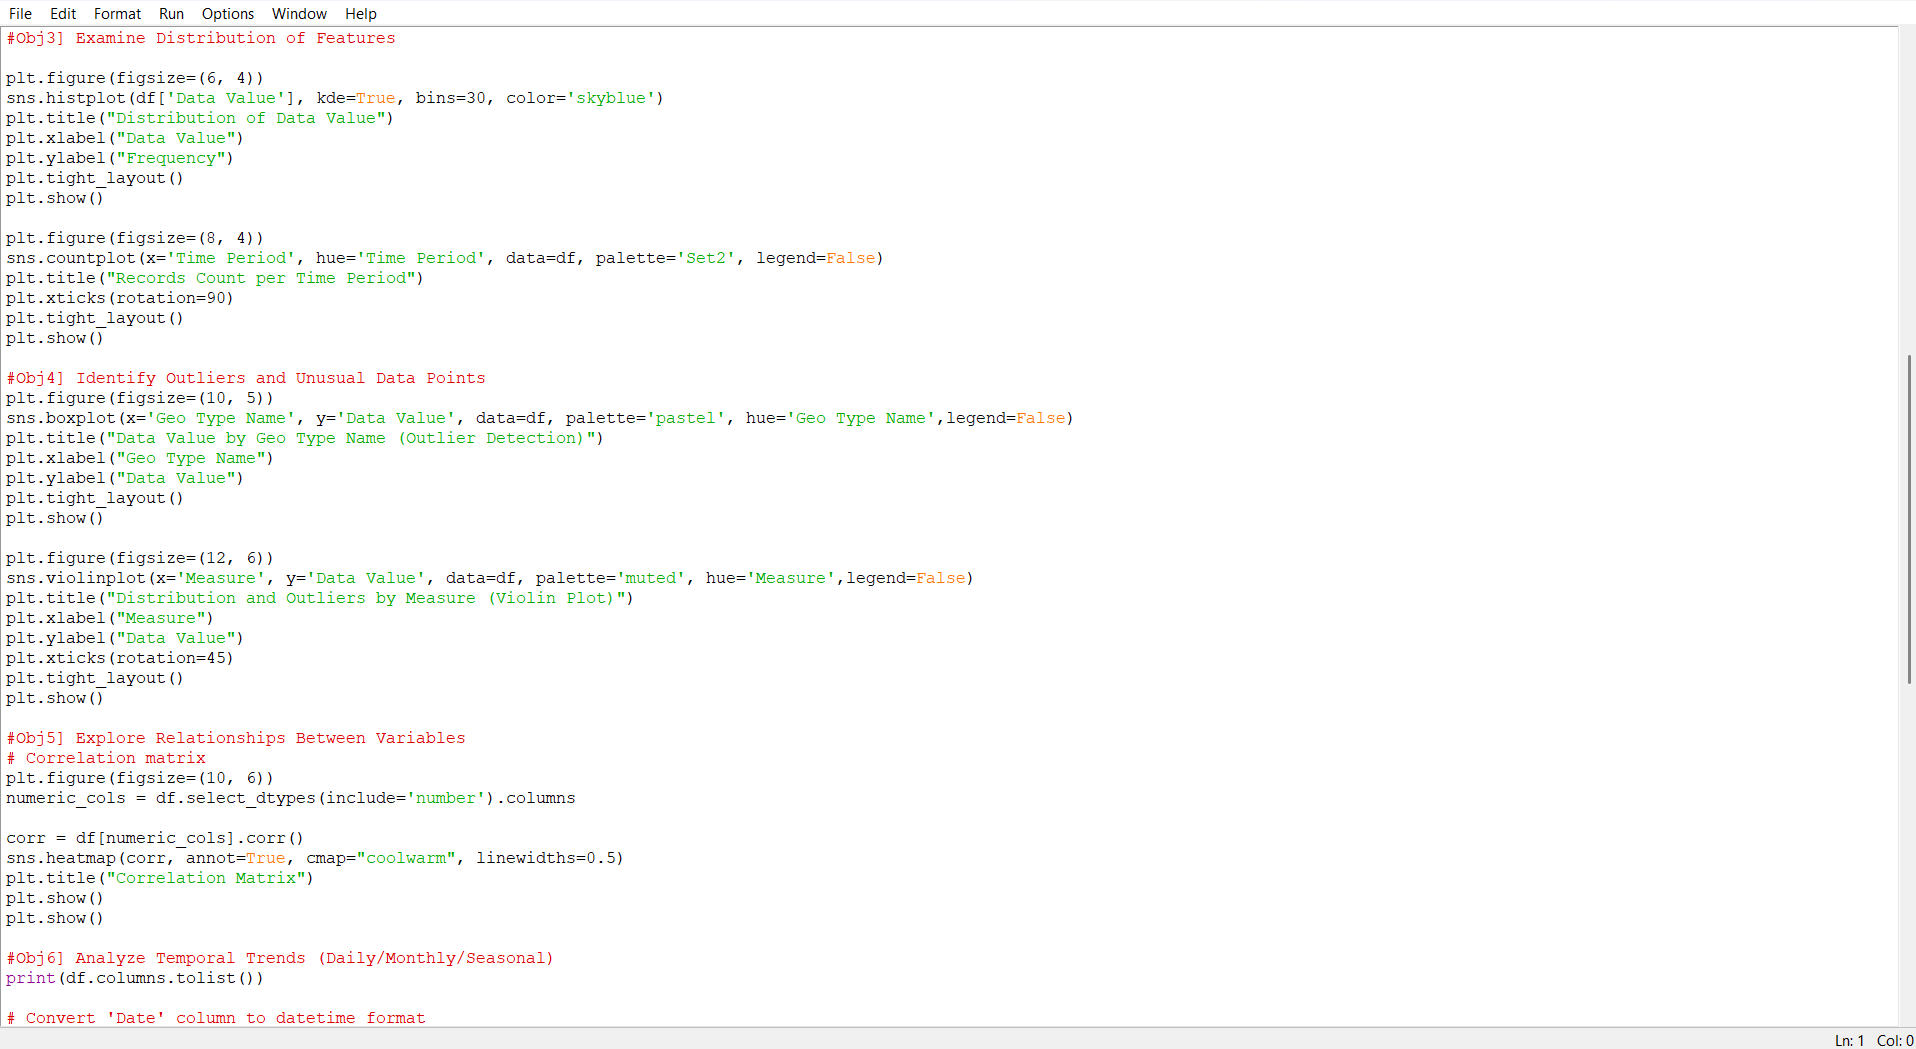 File Edit Format Run Options Window Help
#Obj3] Examine Distribution of Features
plt.figure(figsize=(6, 4))
sns.histplot(df['Data Value'], kde=True, bins=30, color='skyblue')
plt.title("Distribution of Data Value")
plt.xlabel("Data Value")
plt.ylabel("Frequency")
plt.tight_layout()
plt.show()
plt.figure(figsize=(8, 4))
sns.countplot(x='Time Period', hue='Time Period', data=df, palette='Set2', legend=False)
plt.title("Records Count per Time Period")
plt.xticks(rotation=90)
plt.tight_layout()
plt.show()
#Obj4] Identify Outliers and Unusual Data Points
plt.figure(figsize=(10, 5))
sns.boxplot(x='Geo Type Name', y='Data Value', data=df, palette='pastel', hue='Geo Type Name',legend=False)
plt.title("Data Value by Geo Type Name (Outlier Detection)")
plt.xlabel("Geo Type Name")
plt.ylabel("Data Value")
plt.tight_layout()
plt.show()
plt.figure(figsize=(12, 6))
sns.violinplot(x='Measure', y='Data Value', data=df, palette='muted', hue='Measure',legend=False)
plt.title("Distribution and Outliers by Measure (Violin Plot)")
plt.xlabel("Measure")
plt.ylabel("Data Value")
plt.xticks(rotation=45)
plt.tight_layout()
plt.show()
#Obj5] Explore Relationships Between Variables
# Correlation matrix
plt.figure(figsize=(10, 6))
numeric_cols = df.select_dtypes(include='number').columns
corr = df[numeric_cols].corr()
sns.heatmap(corr, annot=True, cmap="coolwarm", linewidths=0.5)
plt.title("Correlation Matrix")
plt.show()
plt.show()
#Obj6] Analyze Temporal Trends (Daily/Monthly/Seasonal)
print(df.columns.tolist())
# Convert 'Date' column to datetime format
Ln: 1 Col: 0